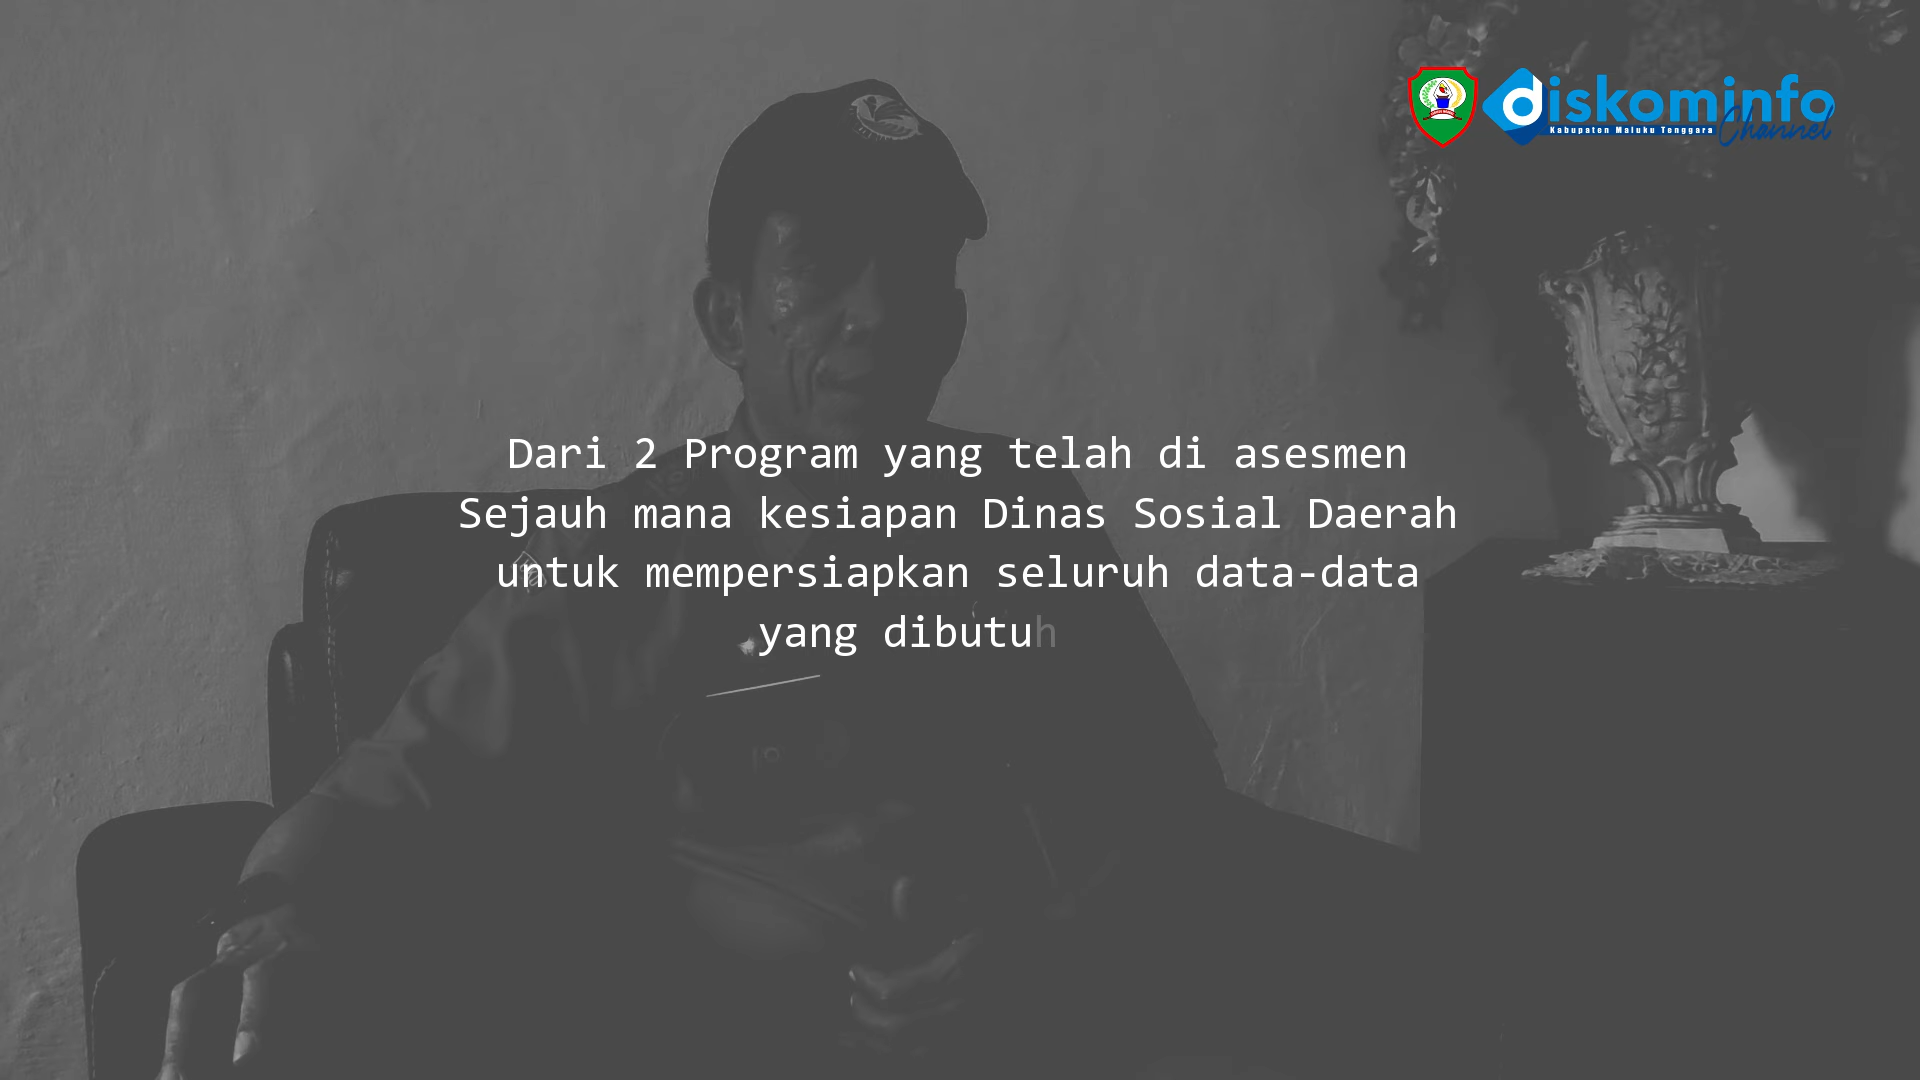 diskominfo
Kabupaten Maluku Tenggara
Channel
Dari 2 Program yang telah di asesmen
Sejauh mana kesiapan Dinas Sosial Daerah
untuk mempersiapkan seluruh data-data
yang dibutuh